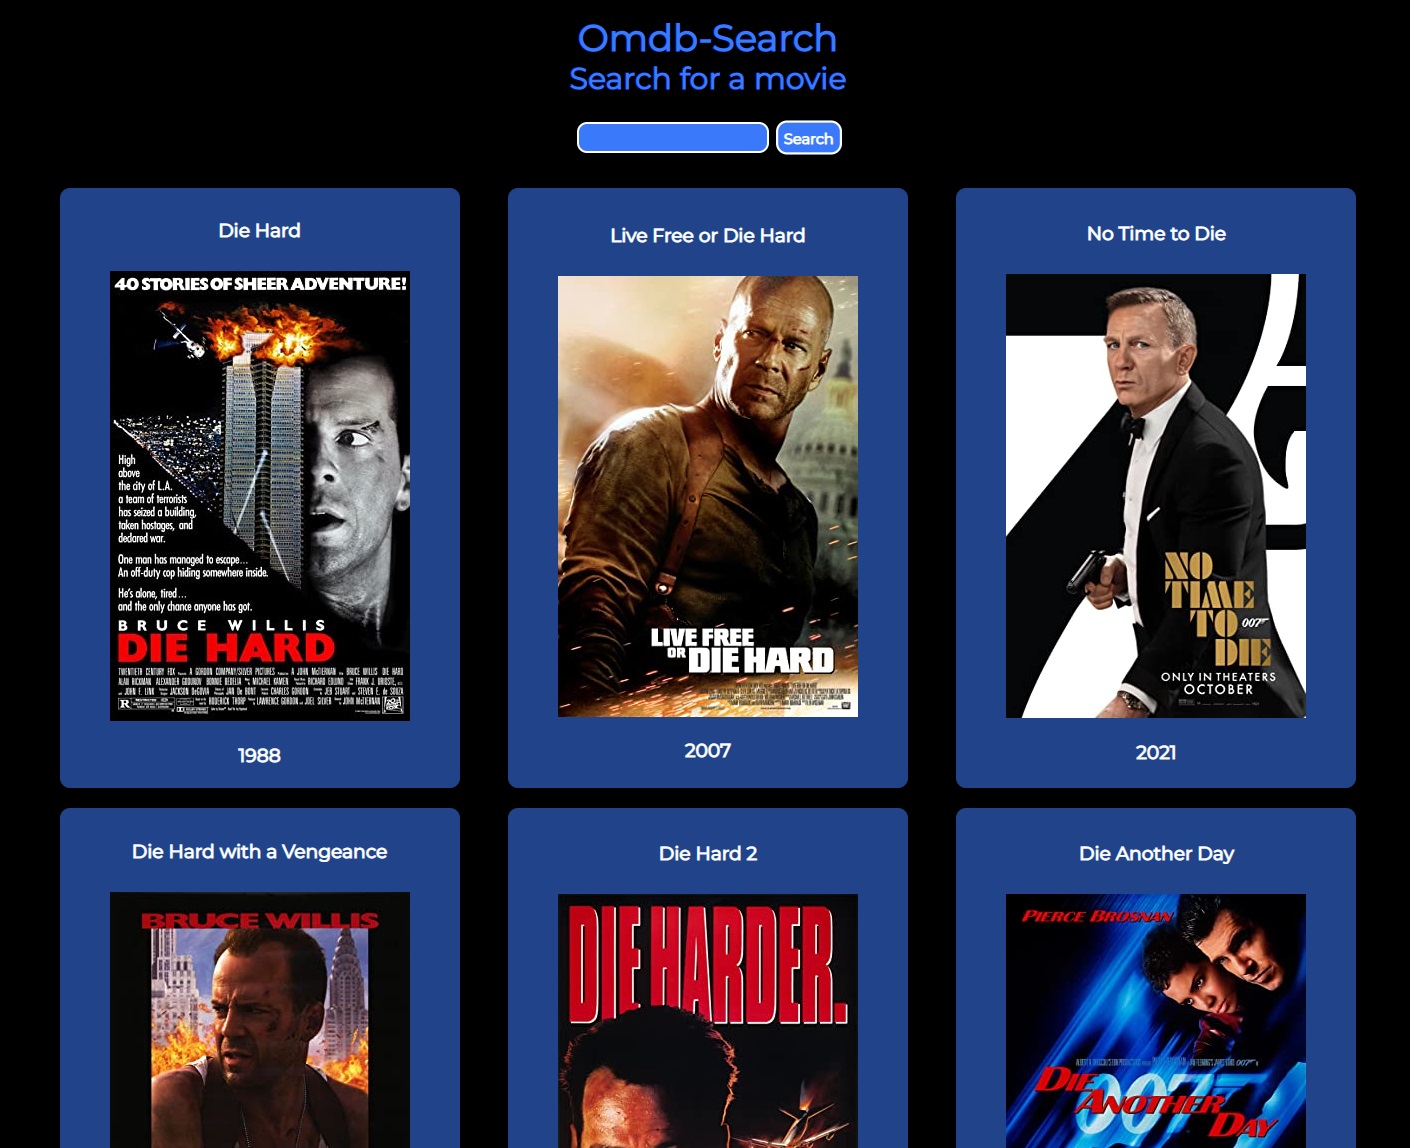 Omdb-Search
Search for a movie
Search
Die Hard
40 STORIES OF SHEER ADVENTURE!
High
above
the city of L.A.
a team of terrorists
has seized a building,
taken hostages, and
declared war.
One man has managed to escape...
An off-duty cop hiding somewhere inside.
He's alone, tired...
and the only chance anyone has got.
BRUCE WILLIS
DIE HARD
1988
Live Free or Die Hard
LIVE FREE
OR DIE HARD
2007
No Time to Die
NO
TIME
TO 007
DIE
ONLY IN THEATERS
OCTOBER
2021
Die Hard with a Vengeance
BRUCE WILLIS
Die Hard 2
DIE HARDER.
Die Another Day
PIERCE BROSNAN
007
DIE
ANOTHER
DAY